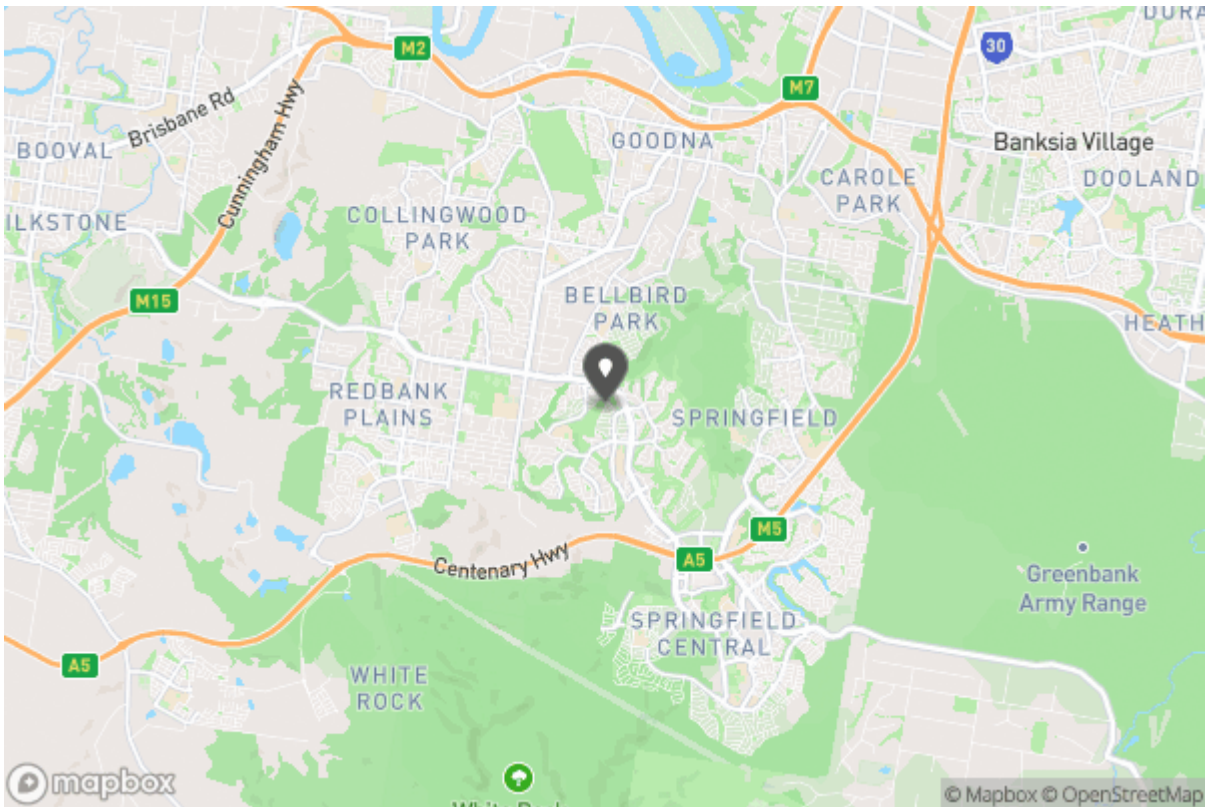 DURA
M2
30
M7
Brisbane Rd
GOODNA
Banksia Village
BOOVAL
Cunningham Hwy
CAROLE
PARK
DOOLAND
ILKSTONE
COLLINGWOOD
PARK
M15
BELLBIRD
PARK
HEATH
REDBANK
PLAINS
SPRINGFIELD
M5
Centenary Hwy
A5
Greenbank
Army Range
SPRINGFIELD
CENTRAL
A5
WHITE
ROCK
mapbox
© Mapbox © OpenStreetMap